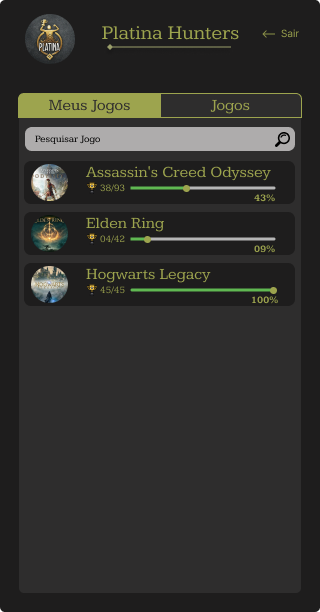 PLATINA
Platina Hunters
Sair
Meus Jogos
Jogos
Pesquisar Jogo
Assassin's Creed Odyssey
38/93
43%
Elden Ring
04/42
09%
Hogwarts Legacy
45/45
100%